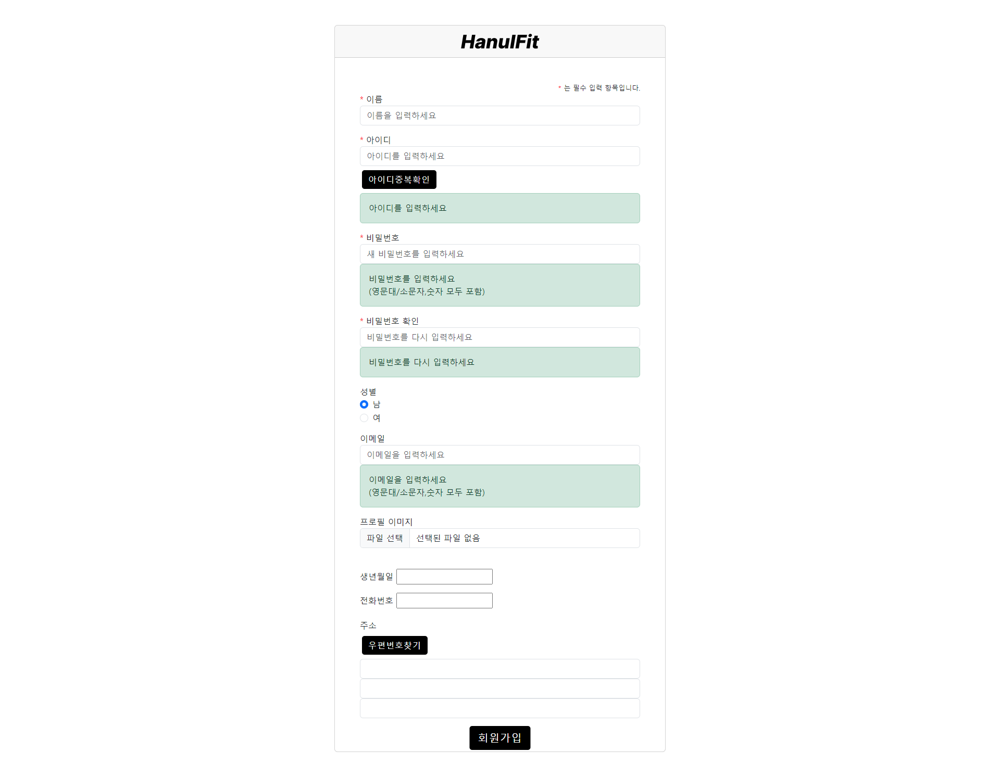 HanulFit
* 는 필수 입력 항목입니다.
* 이름
이름을 입력하세요
* 아이디
아이디를 입력하세요
아이디중복확인
아이디를 입력하세요
* 비밀번호
새 비밀번호를 입력하세요
비밀번호를 입력하세요
(영문대/소문자,숫자 모두 포함)
* 비밀번호 확인
비밀번호를 다시 입력하세요
비밀번호를 다시 입력하세요
성별
남
여
이메일
이메일을 입력하세요
이메일을 입력하세요
(영문대/소문자,숫자 모두 포함)
프로필 이미지
파일 선택 선택된 파일 없음
생년월일
전화번호
주소
우편번호찾기
회원가입